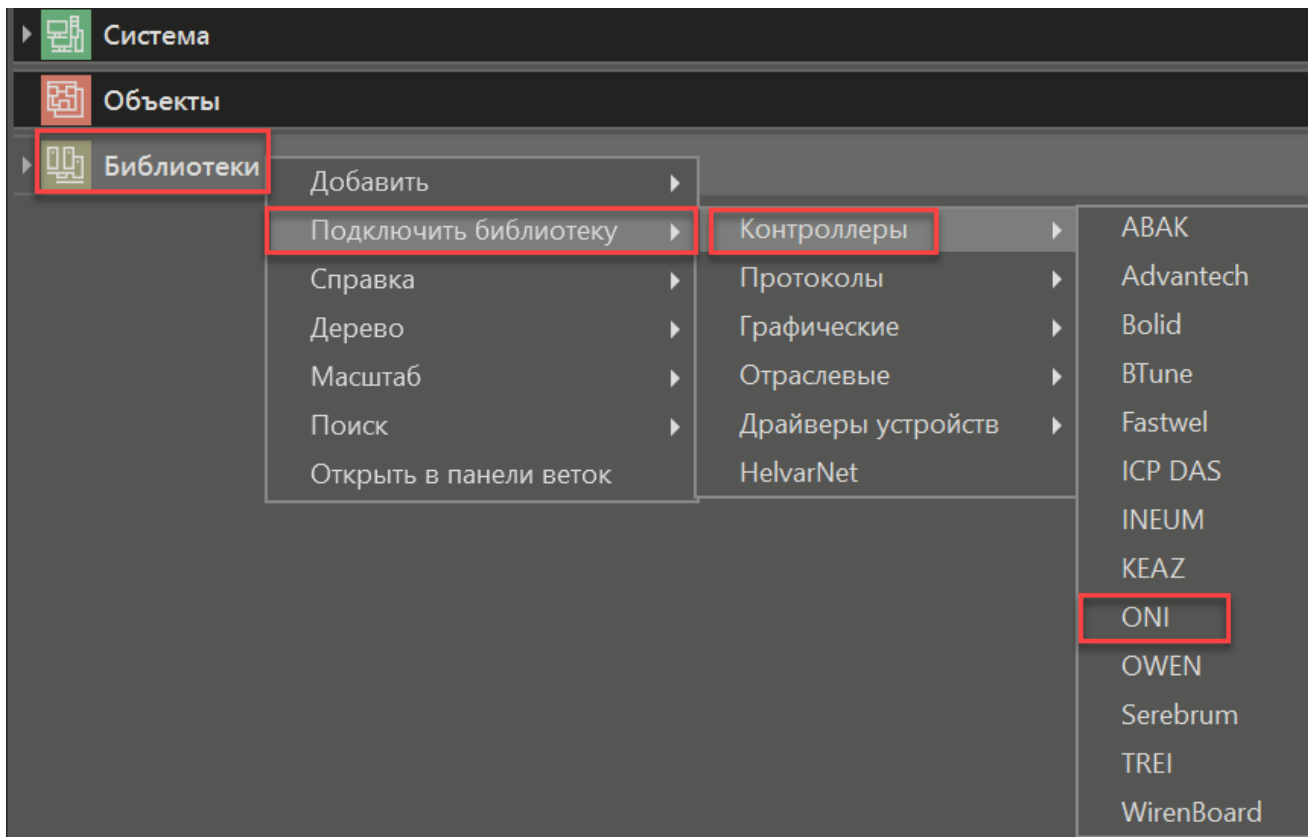 Система
Объекты
Библиотеки
Добавить
Подключить библиотеку
Справка
Дерево
Масштаб
Поиск
Открыть в панели веток
Контроллеры
Протоколы
Графические
Отраслевые
Драйверы устройств
HelvarNet
ABAK
Advantech
Bolid
BTune
Fastwel
ICP DAS
INEUM
KEAZ
ONI
OWEN
Serebrum
TREI
WirenBoard